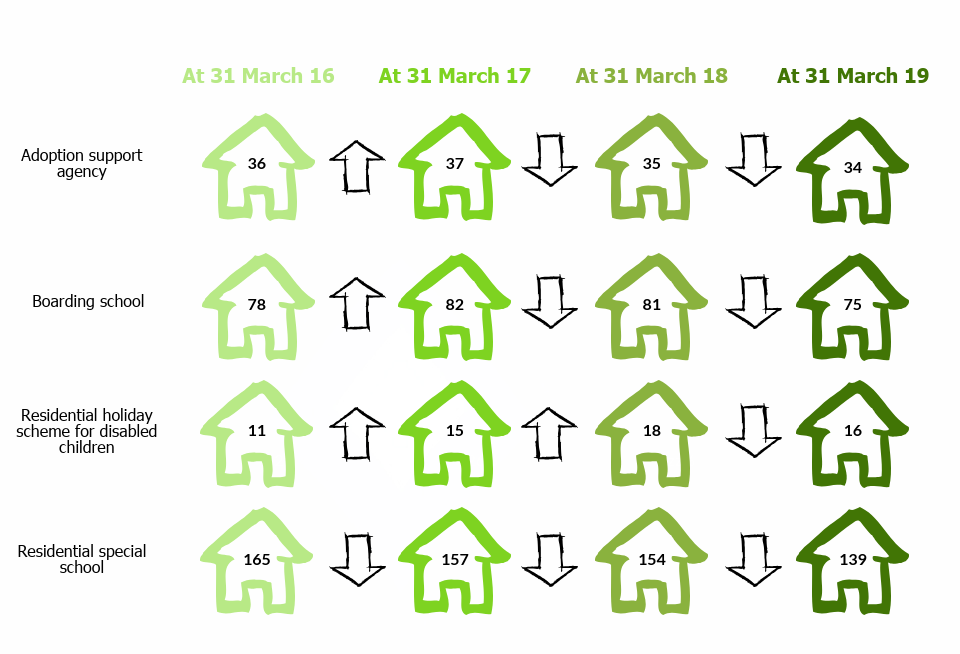 At 31 March 16 At 31 March 17 At 31 March 18 At 31 March 19
Adoption support
agency
36 37 35 34
Boarding school 78 82 81 75
Residential holiday
scheme for disabled
children
11 15 18 16
Residential special
school
165 157 154 139